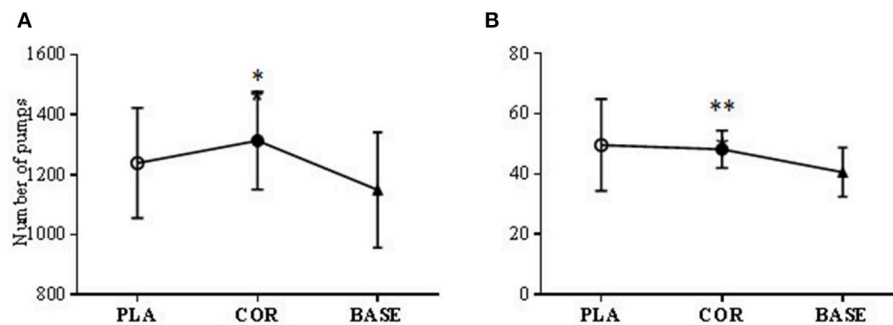 A
B
Number of pumps
1600
1400
1200
1000
800
PLA
COR
BASE
*
80
60
40
20
0
PLA
COR
BASE
**